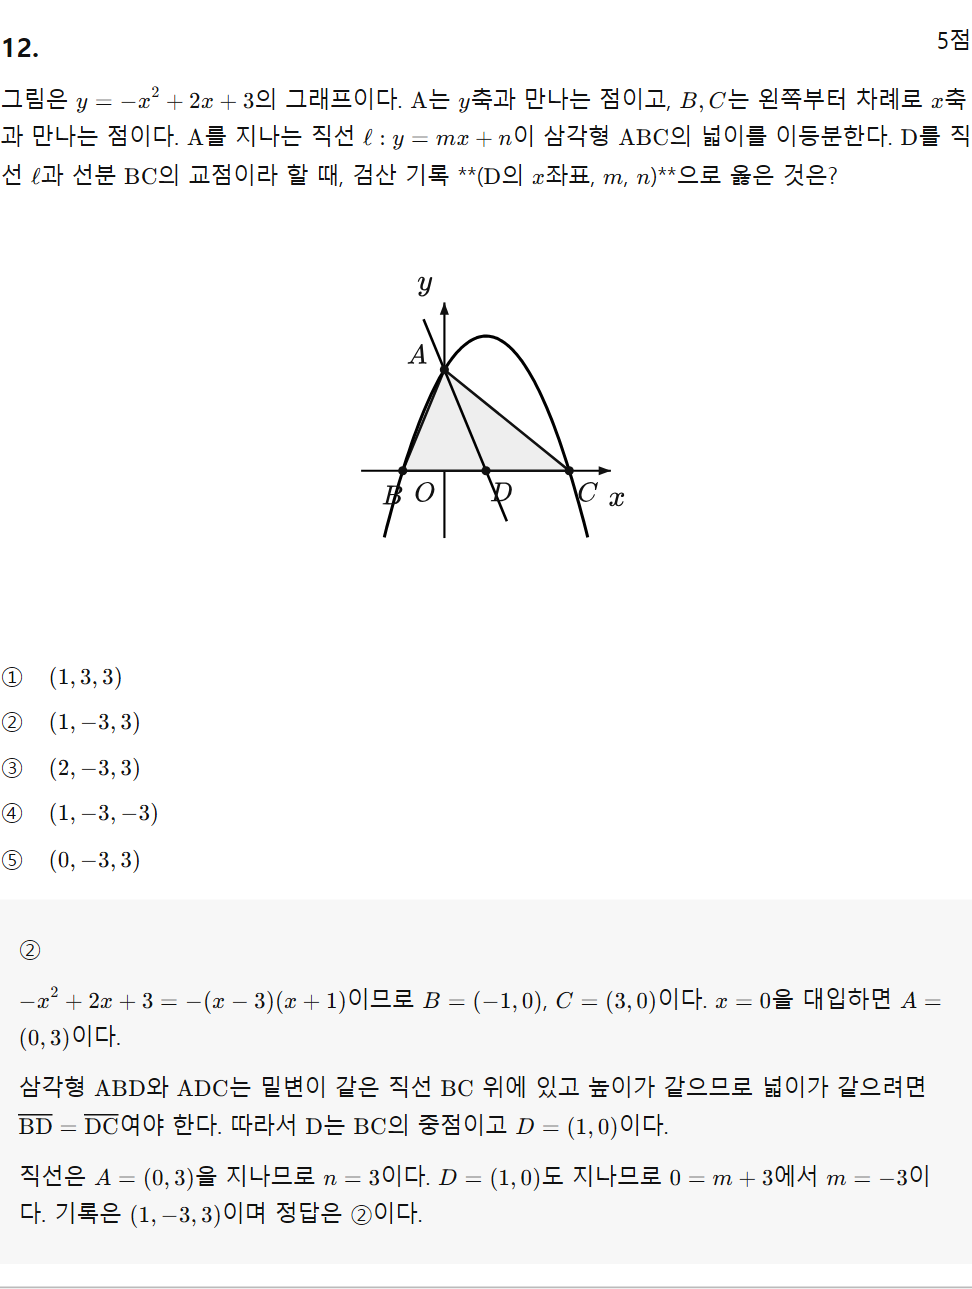 12.
5점
그림은 y = −x² + 2x + 3의 그래프이다. A는 y축과 만나는 점이고, B, C는 왼쪽부터 차례로 x축
과 만나는 점이다. A를 지나는 직선 ℓ : y = mx + n이 삼각형 ABC의 넓이를 이등분한다. D를 직
선 ℓ과 선분 BC의 교점이라 할 때, 검산 기록 **(D의 x좌표, m, n)**으로 옳은 것은?
y
A
B O D C x
① (1, 3, 3)
② (1, −3, 3)
③ (2, −3, 3)
④ (1, −3, −3)
⑤ (0, −3, 3)
②
−x² + 2x + 3 = −(x − 3)(x + 1)이므로 B = (−1, 0), C = (3, 0)이다. x = 0을 대입하면 A =
(0, 3)이다.
삼각형 ABD와 ADC는 밑변이 같은 직선 BC 위에 있고 높이가 같으므로 넓이가 같으려면
B̅D̅ = D̅C̅여야 한다. 따라서 D는 BC의 중점이고 D = (1, 0)이다.
직선은 A = (0, 3)을 지나므로 n = 3이다. D = (1, 0)도 지나므로 0 = m + 3에서 m = −3이
다. 기록은 (1, −3, 3)이며 정답은 ②이다.